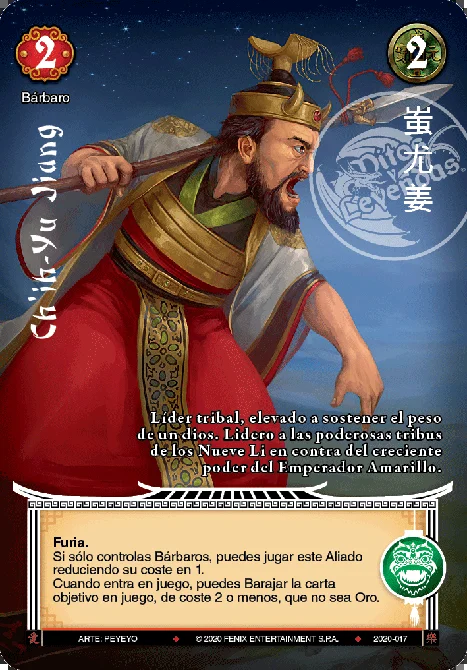 2
2
Bárbaro
Ch'ih-Yu Jiang
蚩尤姜
Mitos y
Leyendas
Líder tribal, elevado a sostener el peso
de un dios. Lidero a las poderosas tribus
de los Nueve Li en contra del creciente
poder del Emperador Amarillo.
Furia.
Si sólo controlas Bárbaros, puedes jugar este Aliado
reduciendo su coste en 1.
Cuando entra en juego, puedes Barajar la carta
objetivo en juego, de coste 2 o menos, que no sea Oro.
ARTE: PEYEYO ◆ © 2020 FENIX ENTERTAINMENT S.P.A. ◆ 2020-017